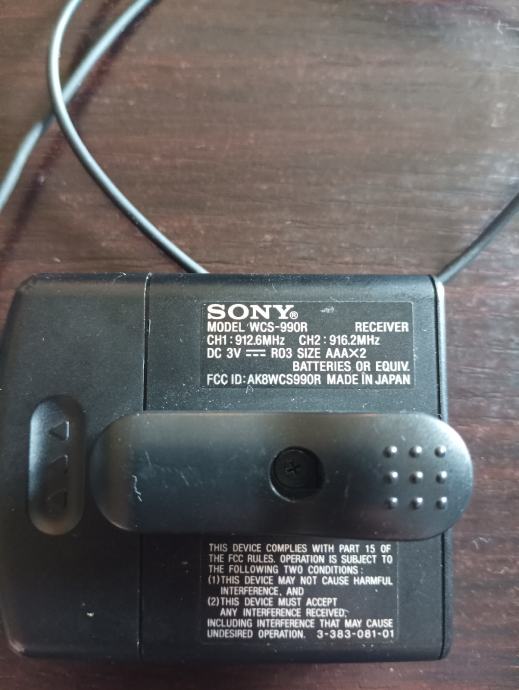 SONY®
MODEL WCS-990R RECEIVER
CH1: 912.6MHz CH2: 916.2MHz
DC 3V ⎓ R03 SIZE AAA×2
BATTERIES OR EQUIV.
FCC ID: AK8WCS990R MADE IN JAPAN
THIS DEVICE COMPLIES WITH PART 15 OF
THE FCC RULES. OPERATION IS SUBJECT TO
THE FOLLOWING TWO CONDITIONS:
(1) THIS DEVICE MAY NOT CAUSE HARMFUL
INTERFERENCE, AND
(2) THIS DEVICE MUST ACCEPT
ANY INTERFERENCE RECEIVED;
INCLUDING INTERFERENCE THAT MAY CAUSE
UNDESIRED OPERATION. 3-383-081-01